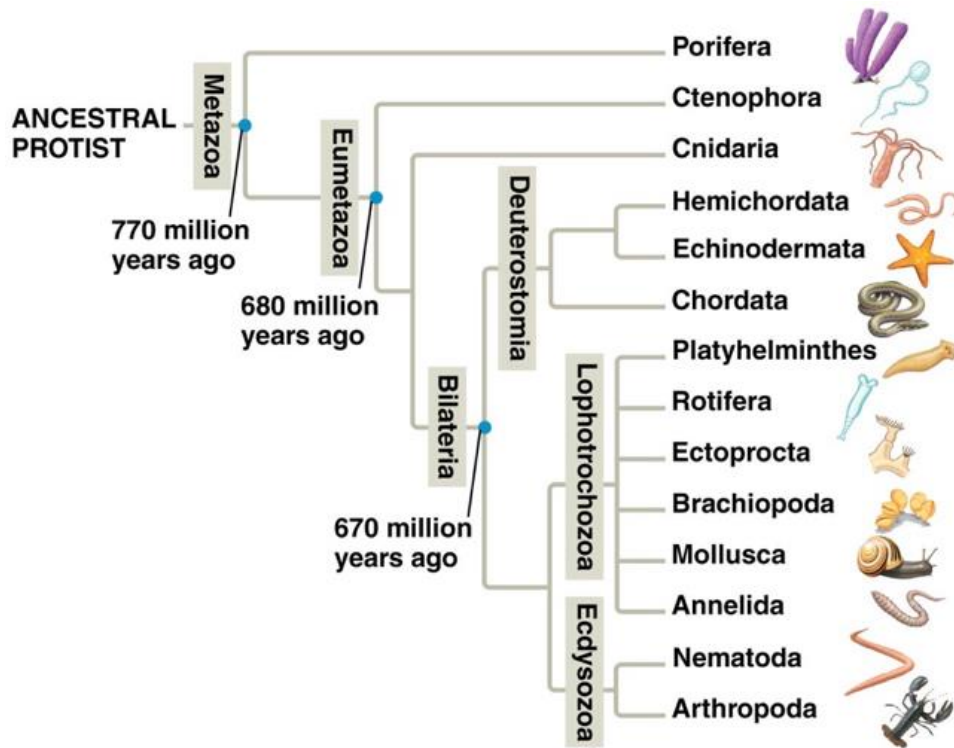 Porifera
Ctenophora
Cnidaria
Hemichordata
Echinodermata
Chordata
Platyhelminthes
Rotifera
Ectoprocta
Brachiopoda
Mollusca
Annelida
Nematoda
Arthropoda
ANCESTRAL
PROTIST
Metazoa
770 million
years ago
Eumetazoa
680 million
years ago
Bilateria
670 million
years ago
Deuterostomia
Lophotrochozoa
Ecdysozoa